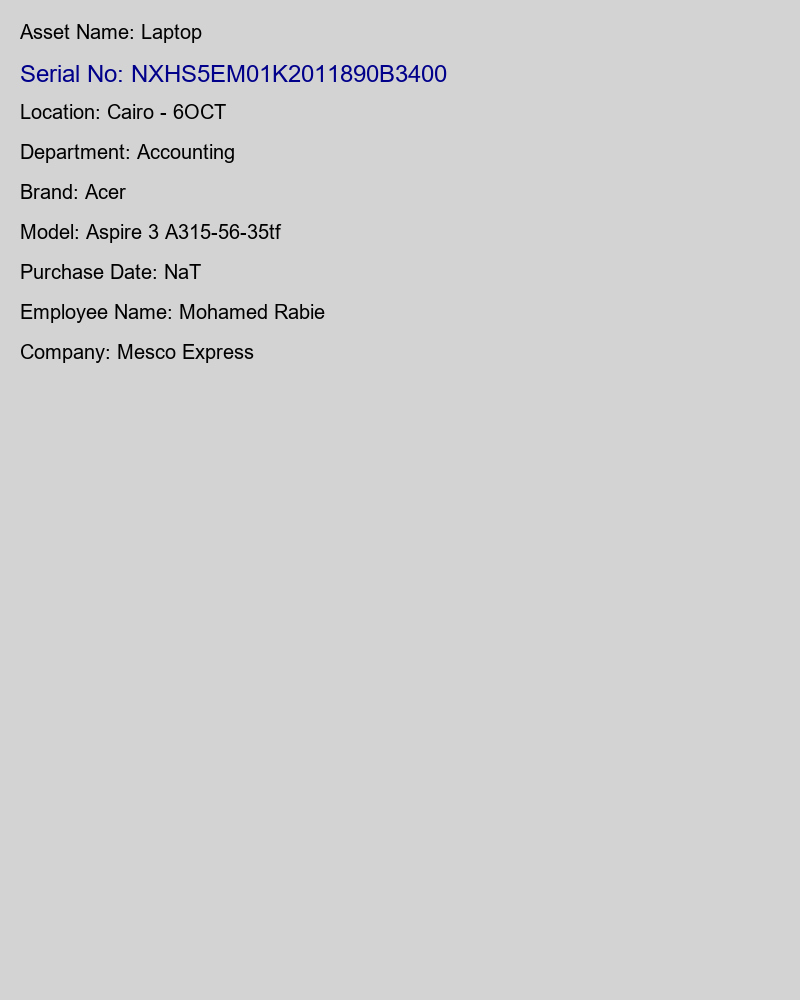 Asset Name: Laptop
Serial No: NXHS5EM01K2011890B3400
Location: Cairo - 6OCT
Department: Accounting
Brand: Acer
Model: Aspire 3 A315-56-35tf
Purchase Date: NaT
Employee Name: Mohamed Rabie
Company: Mesco Express